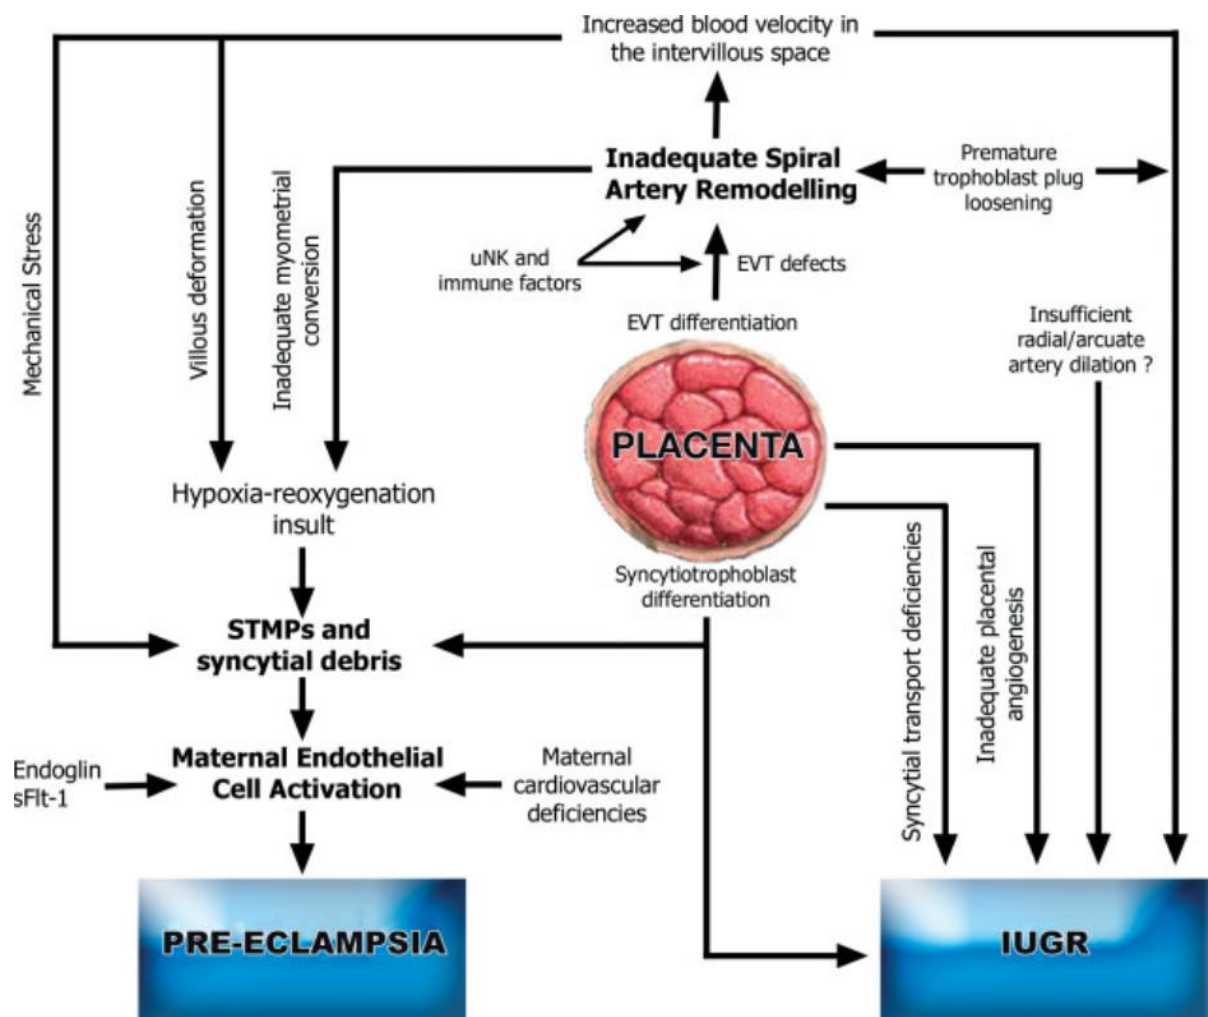 Increased blood velocity in
the intervillous space
Inadequate Spiral
Artery Remodelling
Premature
trophoblast plug
loosening
Mechanical Stress
Villous deformation
Inadequate myometrial
conversion
uNK and
immune factors
EVT defects
EVT differentiation
Insufficient
radial/arcuate
artery dilation ?
PLACENTA
Hypoxia-reoxygenation
insult
Syncytiotrophoblast
differentiation
Syncytial transport deficiencies
Inadequate placental
angiogenesis
STMPs and
syncytial debris
Maternal Endothelial
Cell Activation
Endoglin
sFlt-1
Maternal
cardiovascular
deficiencies
PRE-ECLAMPSIA
IUGR